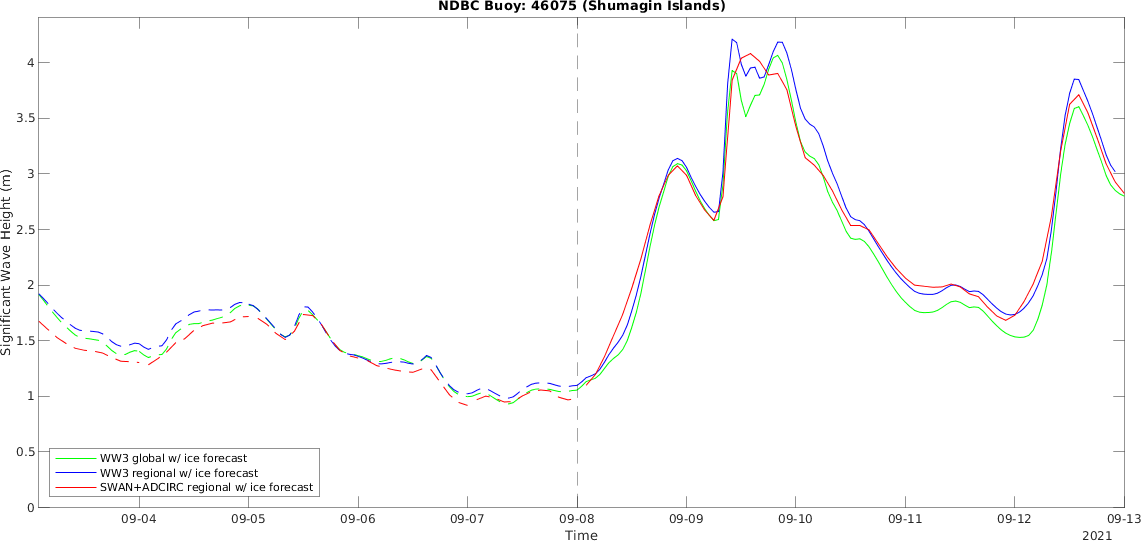 NDBC Buoy: 46075 (Shumagin Islands)
Significant Wave Height (m)
4
3.5
3
2.5
2
1.5
1
0.5
0
WW3 global w/ ice forecast
WW3 regional w/ ice forecast
SWAN+ADCIRC regional w/ ice forecast
09-04 09-05 09-06 09-07 09-08 09-09 09-10 09-11 09-12 09-13
Time
2021